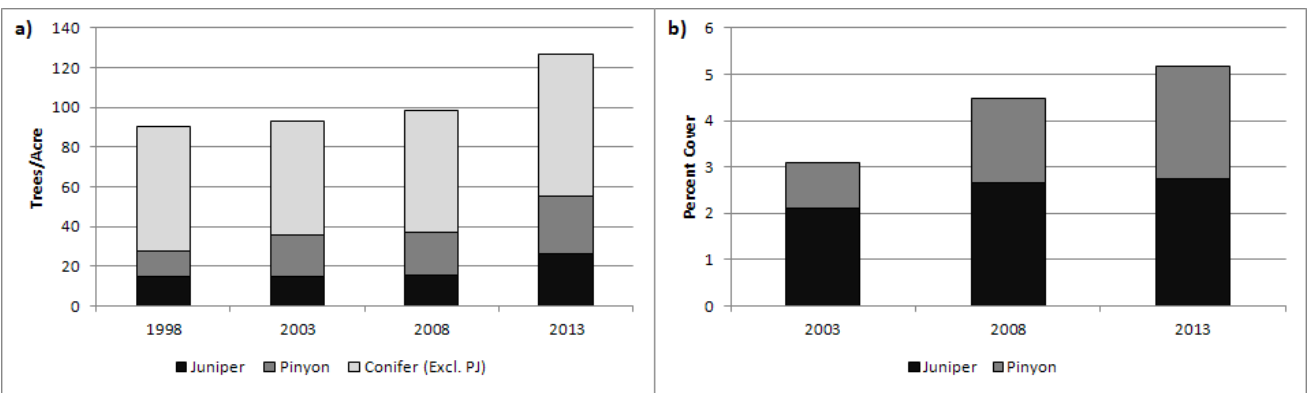 a)
140
120
100
80
60
40
20
0
Trees/Acre
1998 2003 2008 2013
Juniper Pinyon Conifer (Excl. PJ)
b)
6
5
4
3
2
1
0
Percent Cover
2003 2008 2013
Juniper Pinyon